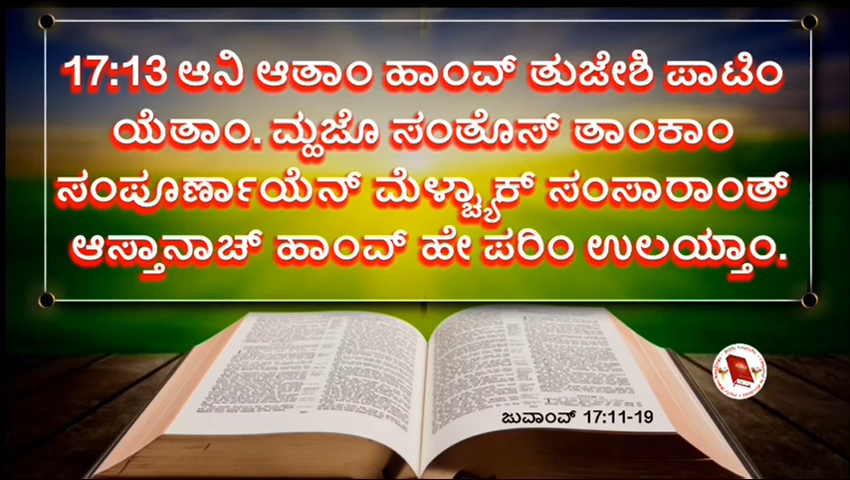 17:13 ಆನಿ ಆತಾಂ ಹಾಂವ್ ತುಜೇಶಿ ಪಾಟಿಂ
ಯೆತಾಂ. ಮ್ಹಜೊ ಸಂತೊಸ್ ತಾಂಕಾಂ
ಸಂಪೂರ್ಣಾಯೆನ್ ಮೆಳ್ಚ್ಯಾಕ್ ಸಂಸಾರಾಂತ್
ಆಸ್ತಾನಾಚ್ ಹಾಂವ್ ಹೇ ಪರಿಂ ಉಲಯ್ತಾಂ.
ಜುವಾಂವ್ 17:11-19